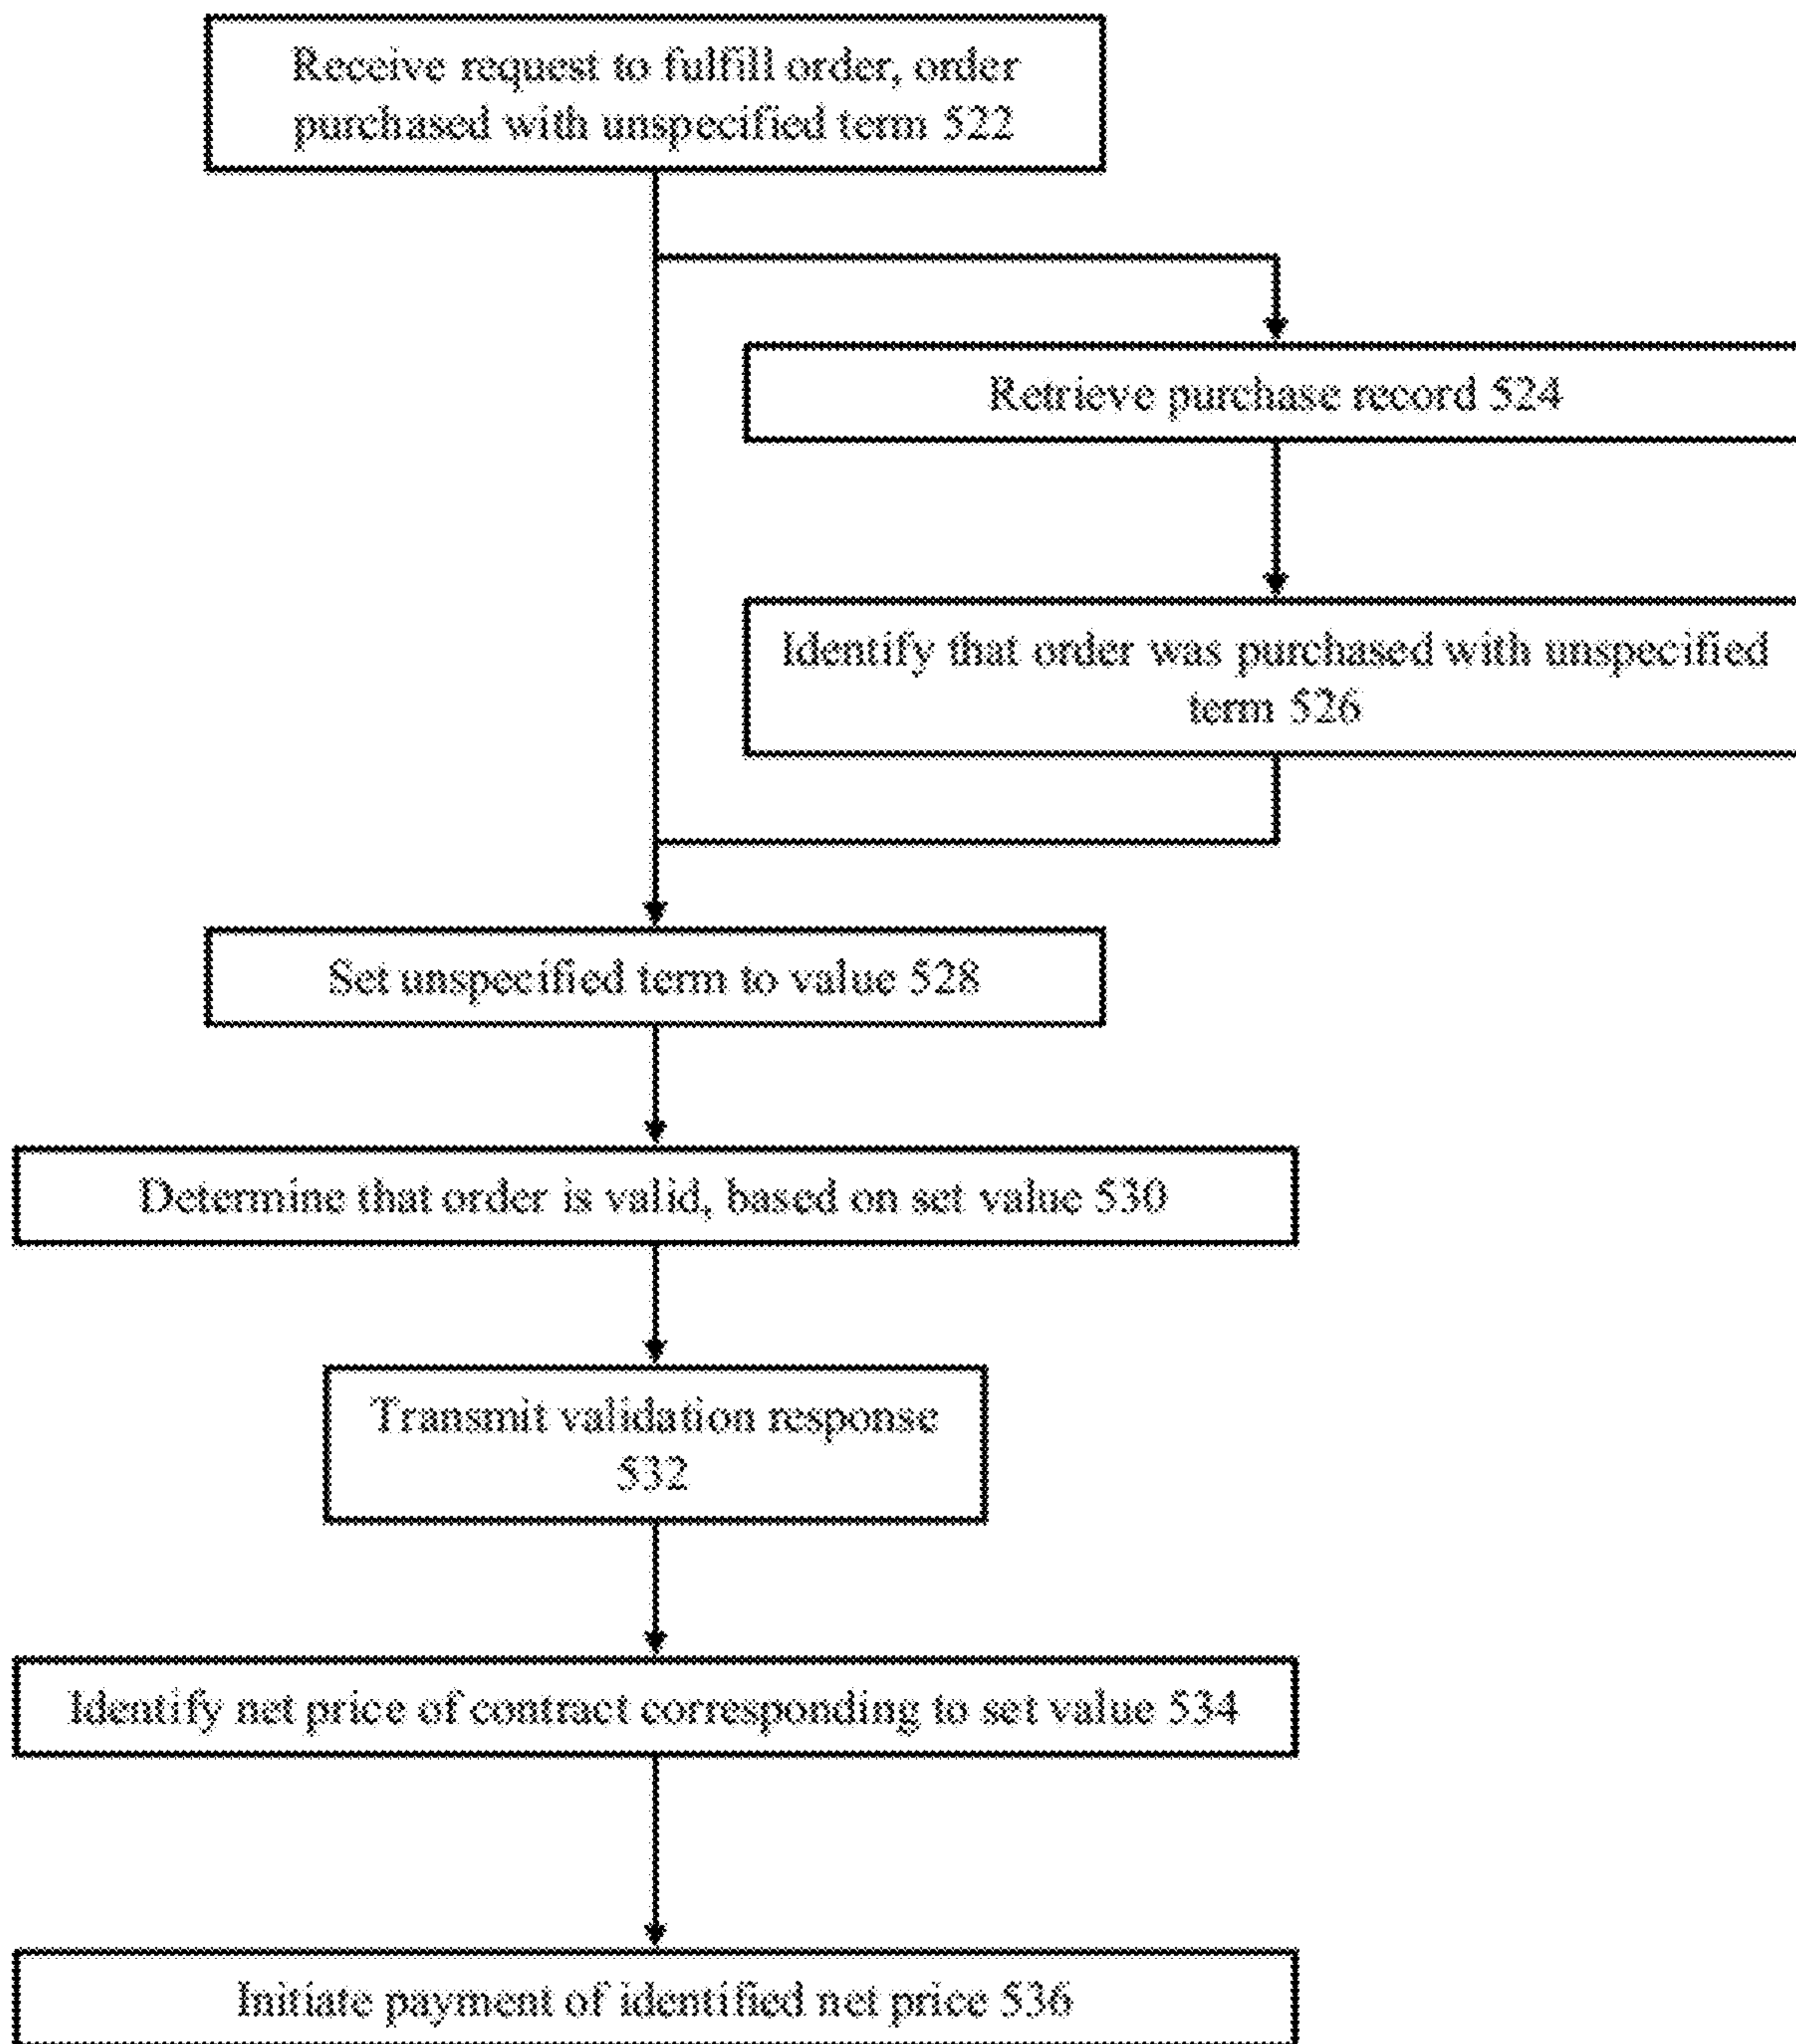 Receive request to fulfill order, order
purchased with unspecified term 522
Retrieve purchase record 524
Identify that order was purchased with unspecified
term 526
Set unspecified term to value 528
Determine that order is valid, based on set value 530
Transmit validation response
532
Identify net price of contract corresponding to set value 534
Initiate payment of identified net price 536